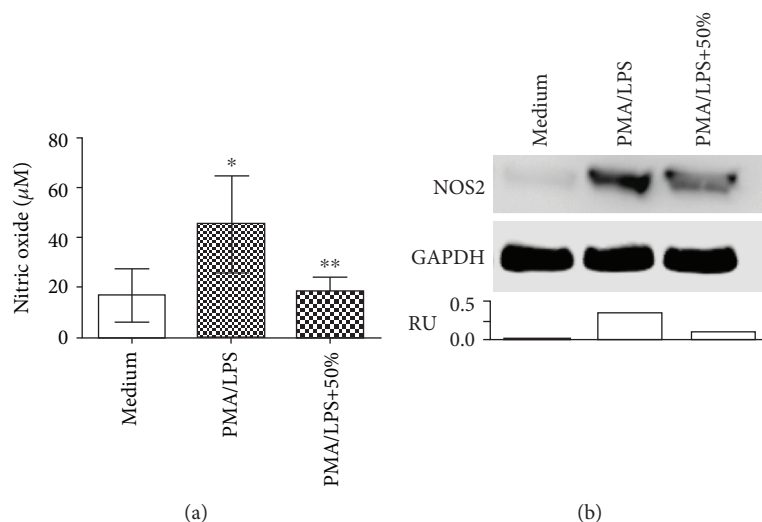 80
60
40
20
0
Nitric oxide (μM)
*
**
Medium
PMA/LPS
PMA/LPS+50%
(a)
Medium
PMA/LPS
PMA/LPS+50%
NOS2
GAPDH
RU
0.5
0.0
(b)